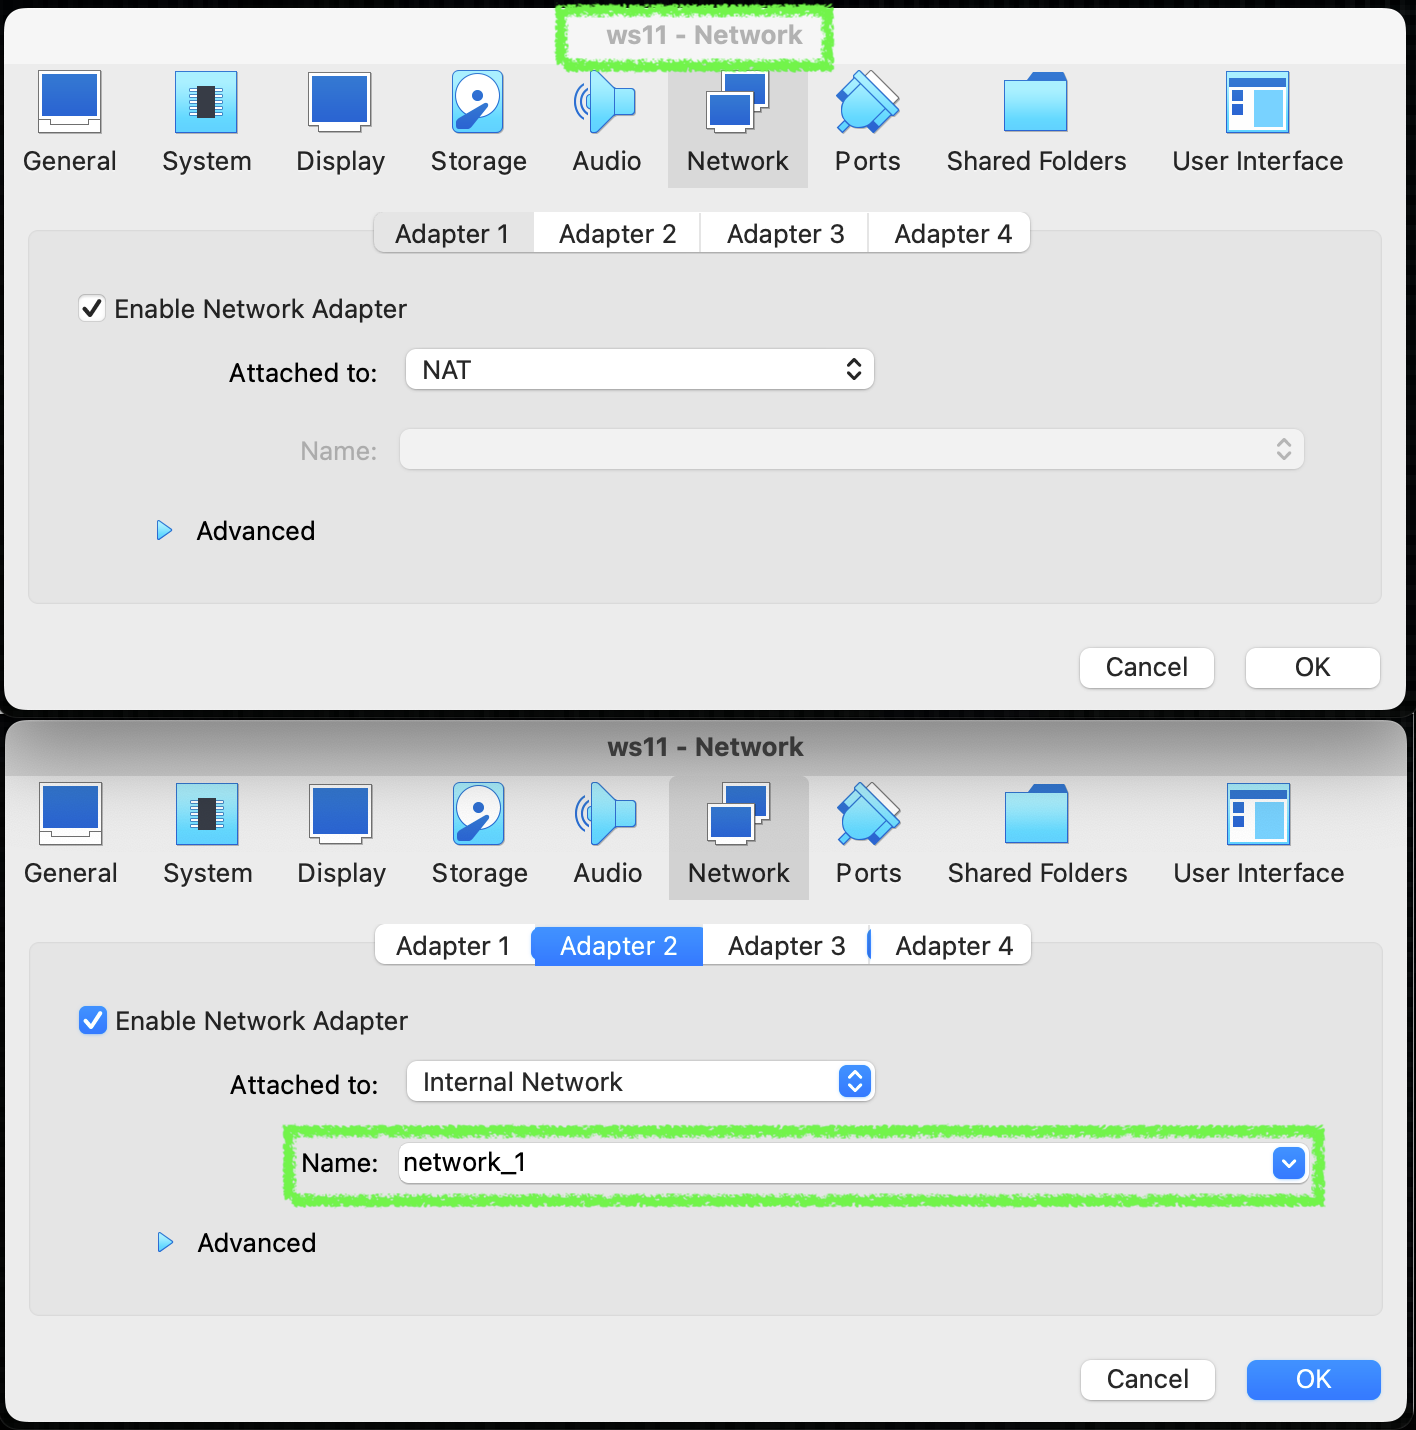 ws11 - Network
General System Display Storage Audio Network Ports Shared Folders User Interface
Adapter 1 Adapter 2 Adapter 3 Adapter 4
Enable Network Adapter
Attached to: NAT
Name:
Advanced
Cancel OK
ws11 - Network
General System Display Storage Audio Network Ports Shared Folders User Interface
Adapter 1 Adapter 2 Adapter 3 Adapter 4
Enable Network Adapter
Attached to: Internal Network
Name: network_1
Advanced
Cancel OK